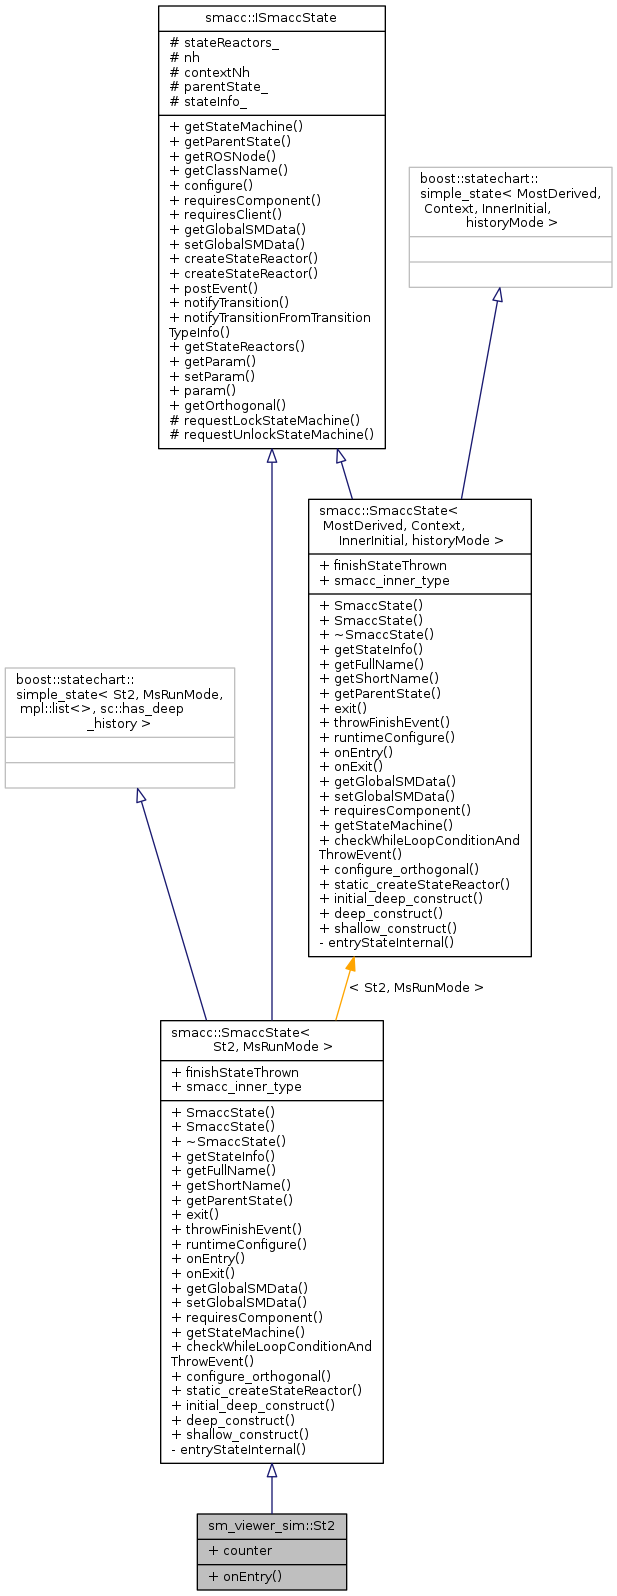 smacc::ISmaccState
# stateReactors_
# nh
# contextNh
# parentState_
# stateInfo_
+ getStateMachine()
+ getParentState()
+ getROSNode()
+ getClassName()
+ configure()
+ requiresComponent()
+ requiresClient()
+ getGlobalSMData()
+ setGlobalSMData()
+ createStateReactor()
+ createStateReactor()
+ postEvent()
+ notifyTransition()
+ notifyTransitionFromTransition
TypeInfo()
+ getStateReactors()
+ getParam()
+ setParam()
+ param()
+ getOrthogonal()
# requestLockStateMachine()
# requestUnlockStateMachine()
boost::statechart::
simple_state< MostDerived,
Context, InnerInitial,
historyMode >
smacc::SmaccState<
MostDerived, Context,
InnerInitial, historyMode >
+ finishStateThrown
+ smacc_inner_type
+ SmaccState()
+ SmaccState()
+ ~SmaccState()
+ getStateInfo()
+ getFullName()
+ getShortName()
+ getParentState()
+ exit()
+ throwFinishEvent()
+ runtimeConfigure()
+ onEntry()
+ onExit()
+ getGlobalSMData()
+ setGlobalSMData()
+ requiresComponent()
+ getStateMachine()
+ checkWhileLoopConditionAnd
ThrowEvent()
+ configure_orthogonal()
+ static_createStateReactor()
+ initial_deep_construct()
+ deep_construct()
+ shallow_construct()
- entryStateInternal()
boost::statechart::
simple_state< St2, MsRunMode,
mpl::list<>, sc::has_deep
_history >
< St2, MsRunMode >
smacc::SmaccState<
St2, MsRunMode >
+ finishStateThrown
+ smacc_inner_type
+ SmaccState()
+ SmaccState()
+ ~SmaccState()
+ getStateInfo()
+ getFullName()
+ getShortName()
+ getParentState()
+ exit()
+ throwFinishEvent()
+ runtimeConfigure()
+ onEntry()
+ onExit()
+ getGlobalSMData()
+ setGlobalSMData()
+ requiresComponent()
+ getStateMachine()
+ checkWhileLoopConditionAnd
ThrowEvent()
+ configure_orthogonal()
+ static_createStateReactor()
+ initial_deep_construct()
+ deep_construct()
+ shallow_construct()
- entryStateInternal()
sm_viewer_sim::St2
+ counter
+ onEntry()